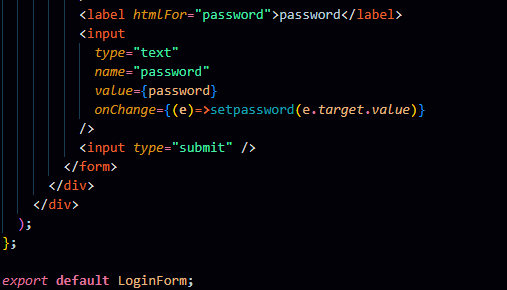 <label htmlFor="password">password</label>
<input
type="text"
name="password"
value={password}
onChange={(e)=>setpassword(e.target.value)}
/>
<input type="submit" />
</form>
</div>
</div>
);
};
export default LoginForm;